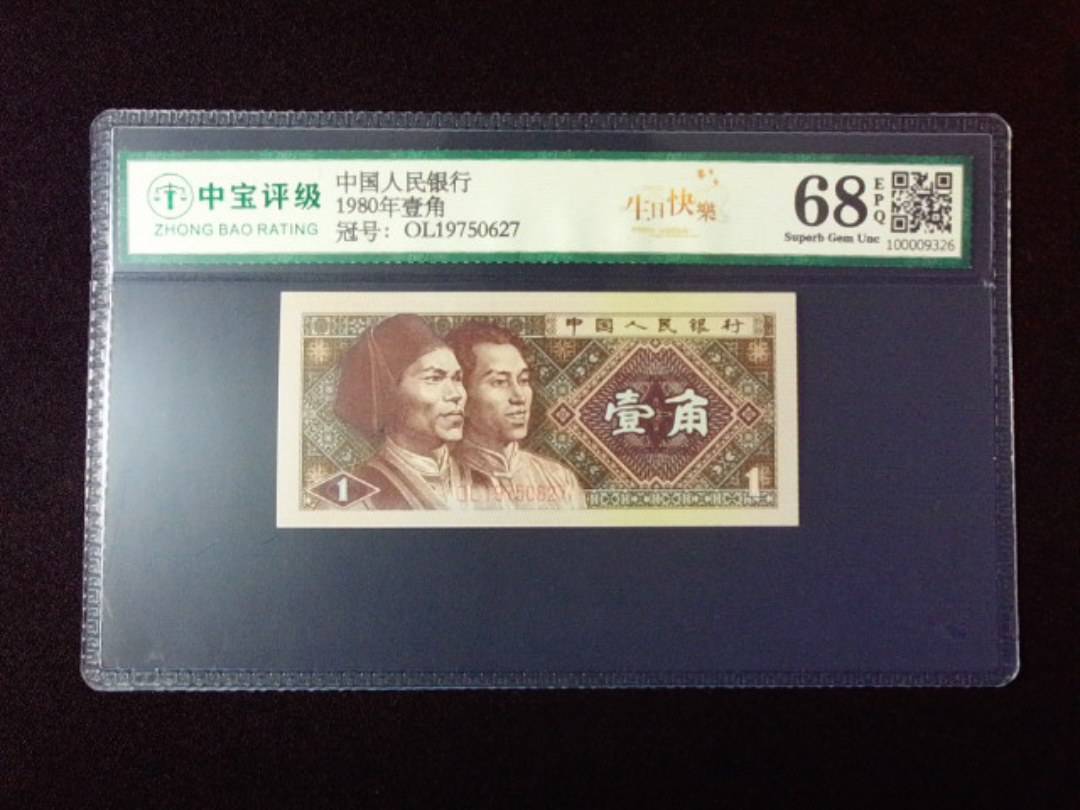 中宝评级
ZHONG BAO RATING
中国人民银行
1980年壹角
冠号：OL19750627
生日快樂
68
EPQ
Superb Gem Unc
100009326
中国人民银行
壹角
1
OL19750627
1